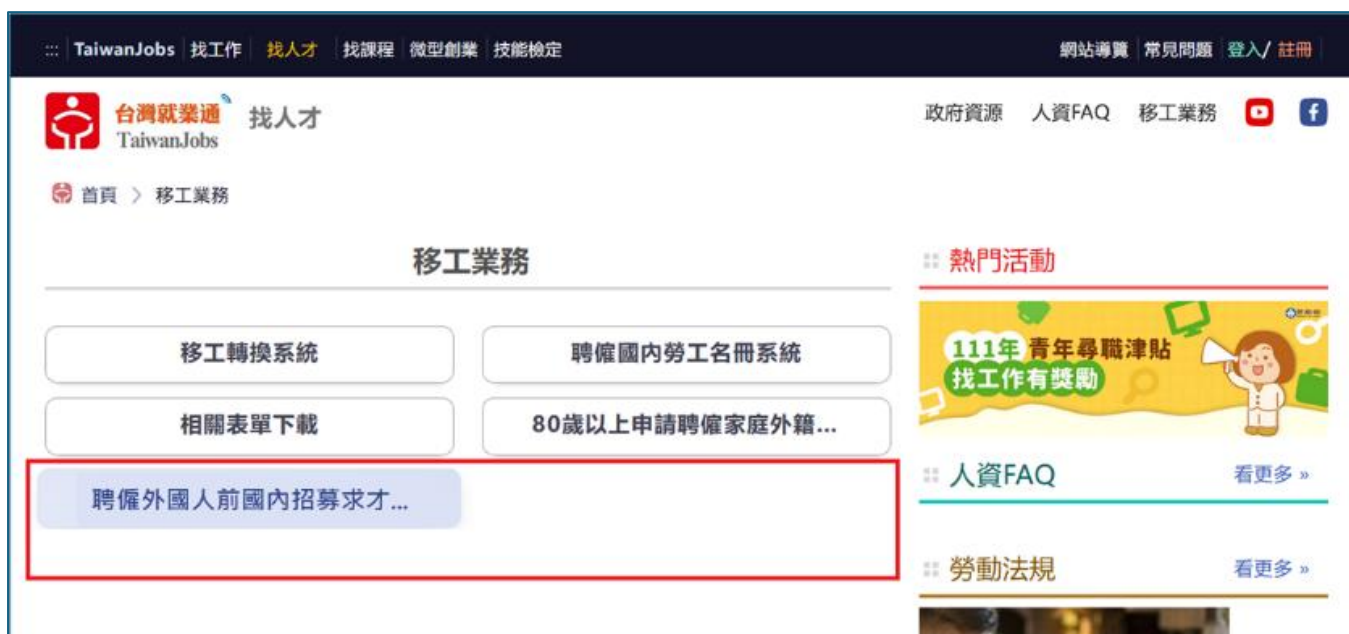 ::: TaiwanJobs 找工作 找人才 找課程 微型創業 技能檢定 網站導覽 常見問題 登入/ 註冊
台灣就業通 找人才 政府資源 人資FAQ 移工業務
TaiwanJobs
首頁 > 移工業務
移工業務
移工轉換系統 聘僱國內勞工名冊系統
相關表單下載 80歲以上申請聘僱家庭外籍...
聘僱外國人前國內招募求才...
熱門活動
111年 青年尋職津貼
找工作有獎勵
人資FAQ 看更多 »
勞動法規 看更多 »